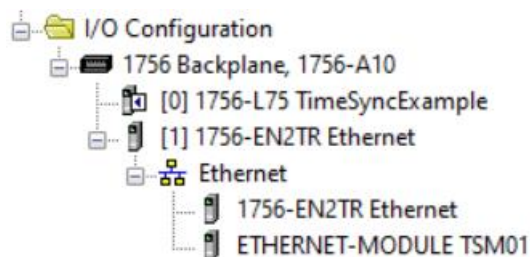 I/O Configuration
1756 Backplane, 1756-A10
[0] 1756-L75 TimeSyncExample
[1] 1756-EN2TR Ethernet
Ethernet
1756-EN2TR Ethernet
ETHERNET-MODULE TSM01